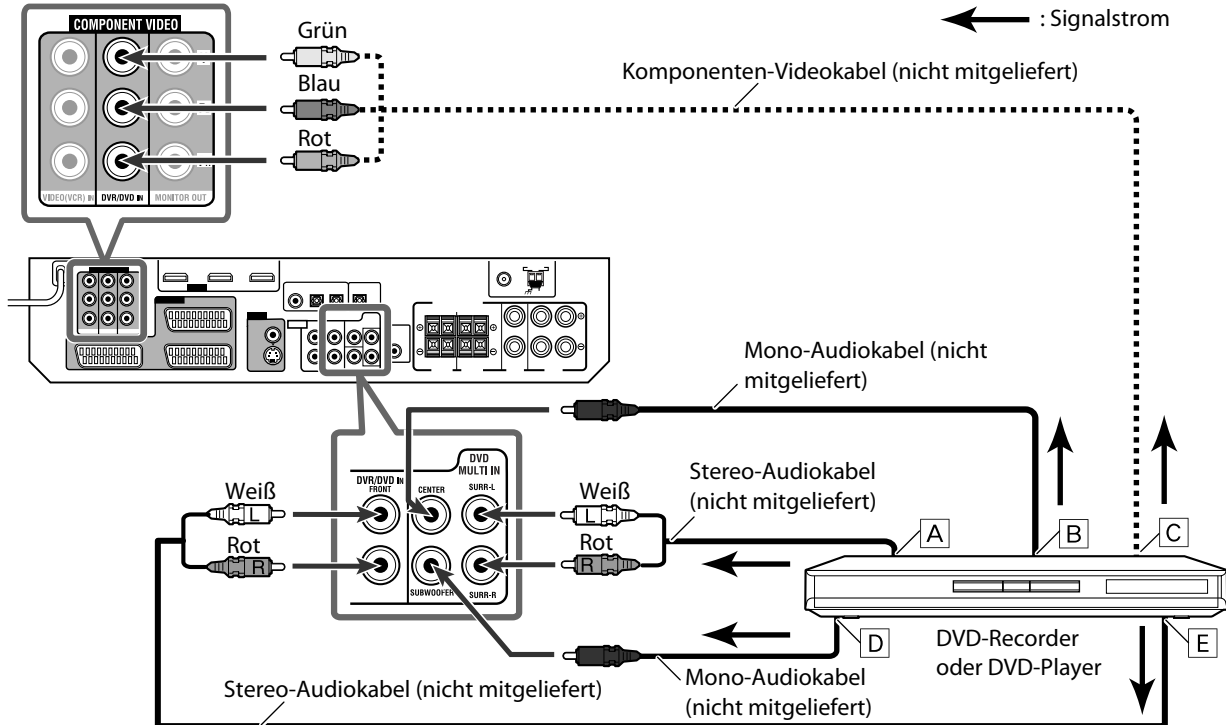 COMPONENT VIDEO
VIDEO(VCR) IN
DVR/DVD IN
MONITOR OUT
Grün
Blau
Rot
: Signalstrom
Komponenten-Videokabel (nicht mitgeliefert)
Mono-Audiokabel (nicht
mitgeliefert)
DVD
MULTI IN
DVR/DVD IN
FRONT
CENTER
SURR-L
SUBWOOFER
SURR-R
Weiß
L
Rot
R
Weiß
L
Rot
R
Stereo-Audiokabel
(nicht mitgeliefert)
A
B
C
D
E
DVD-Recorder
oder DVD-Player
Mono-Audiokabel
(nicht mitgeliefert)
Stereo-Audiokabel (nicht mitgeliefert)